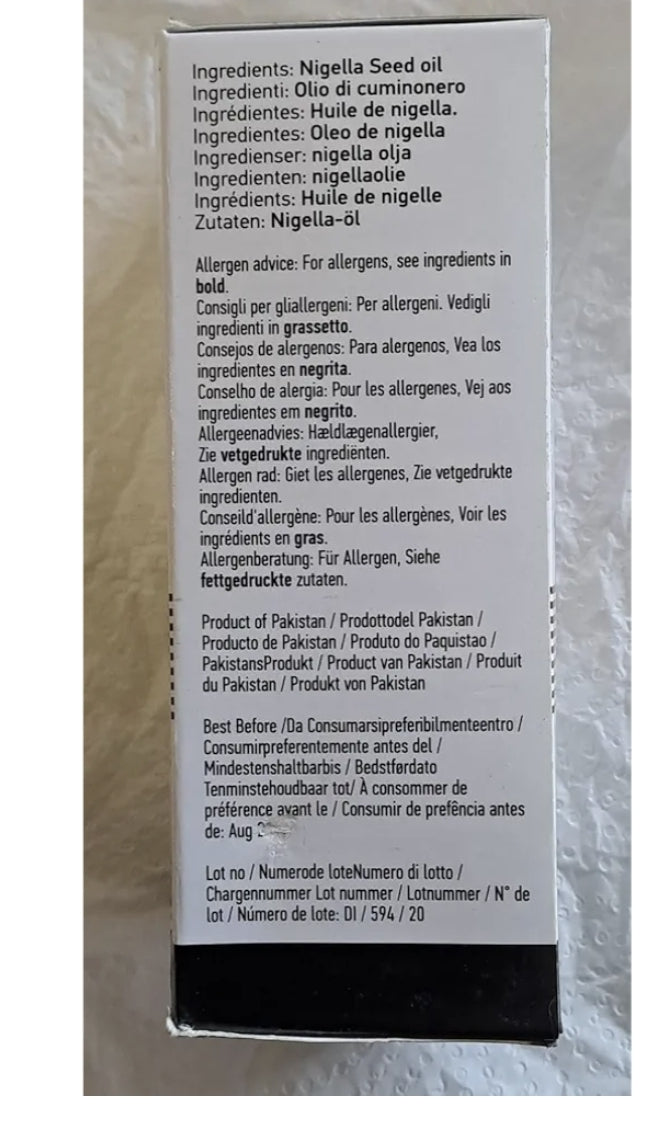 Ingredients: Nigella Seed oil
Ingredienti: Olio di cuminonero
Ingrédientes: Huile de nigella.
Ingredientes: Oleo de nigella
Ingredienser: nigella olja
Ingredienten: nigellaolie
Ingrédients: Huile de nigelle
Zutaten: Nigella-öl
Allergen advice: For allergens, see ingredients in
bold.
Consigli per gliallergeni: Per allergeni. Vedigli
ingredienti in grassetto.
Consejos de alergenos: Para alergenos, Vea los
ingredientes en negrita.
Conselho de alergia: Pour les allergenes, Vej aos
ingredientes em negrito.
Allergeenadvies: Hældlægenallergier,
Zie vetgedrukte ingrediënten.
Allergen rad: Giet les allergenes, Zie vetgedrukte
ingredienten.
Conseild'allergène: Pour les allergènes, Voir les
ingrédients en gras.
Allergenberatung: Für Allergen, Siehe
fettgedruckte zutaten.
Product of Pakistan / Prodottodel Pakistan /
Producto de Pakistan / Produto do Paquistao /
PakistansProdukt / Product van Pakistan / Produit
du Pakistan / Produkt von Pakistan
Best Before /Da Consumarsipreferibilmenteentro /
Consumirpreferentemente antes del /
Mindestenshaltbarbis / Bedstførdato
Tenminstehoudbaar tot/ À consommer de
préférence avant le / Consumir de prefência antes
de: Aug
Lot no / Numerode loteNumero di lotto /
Chargennummer Lot nummer / Lotnummer / N° de
lot / Número de lote: DI / 594 / 20